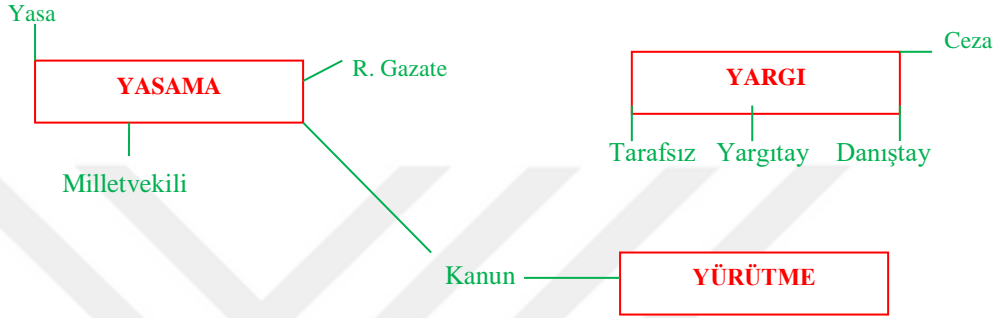 Yasa
YASAMA
R. Gazate
Milletvekili
YARGI
Ceza
Tarafsız Yargıtay Danıştay
Kanun
YÜRÜTME